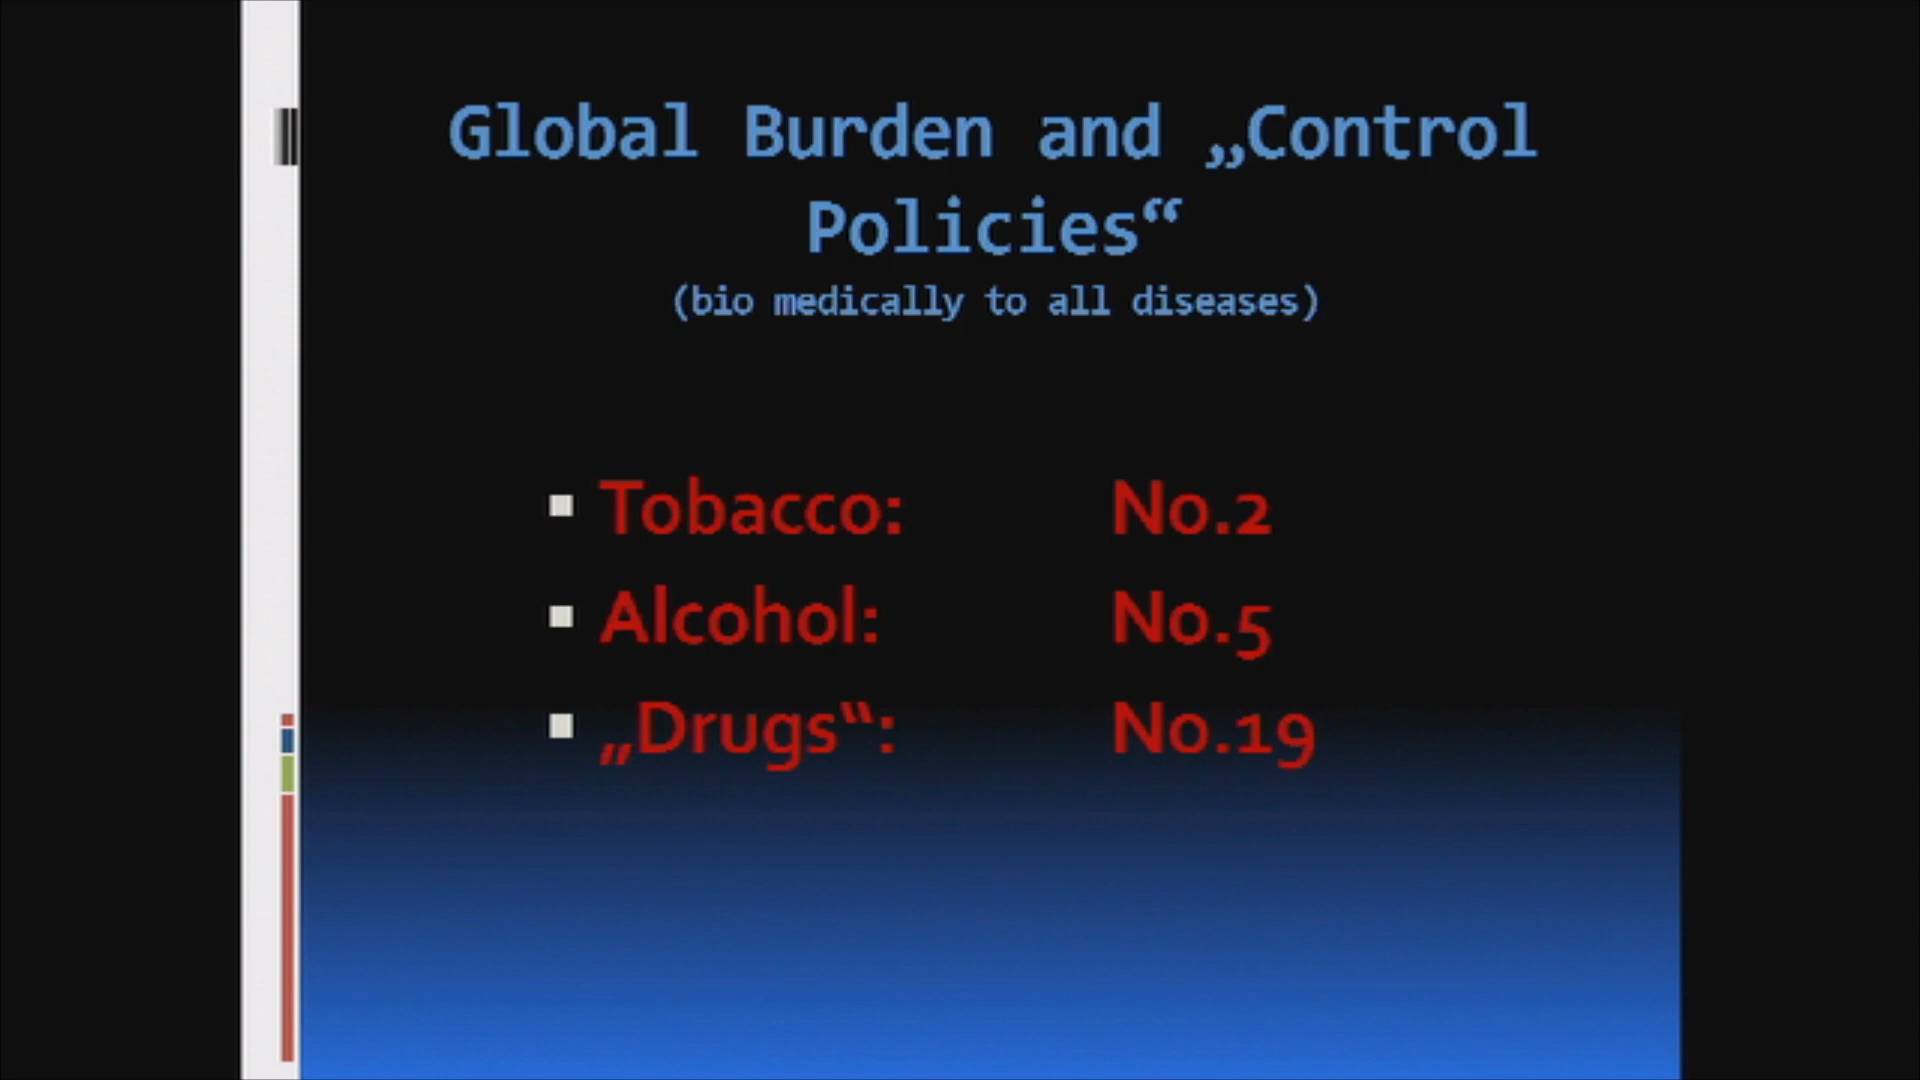 Global Burden and „Control
Policies“
(bio medically to all diseases)
Tobacco: No.2
Alcohol: No.5
„Drugs“: No.19